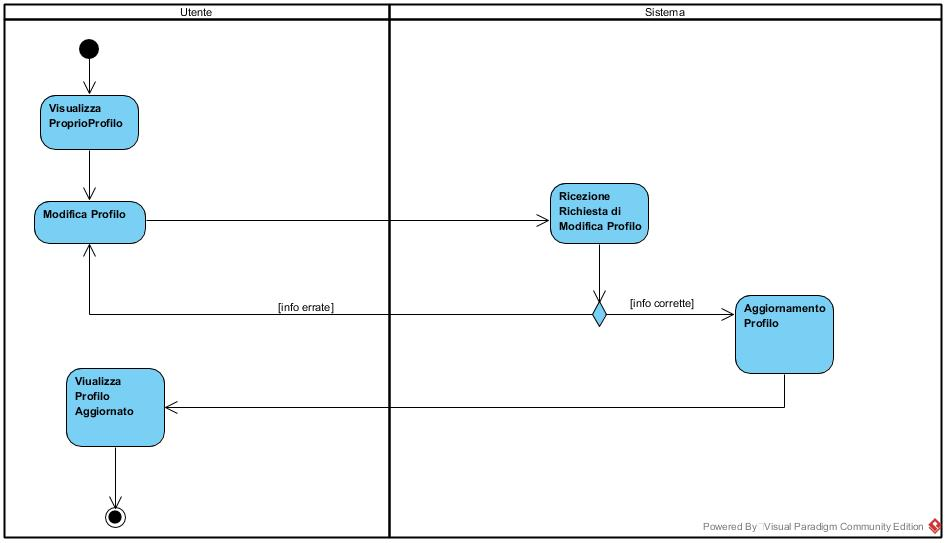 Utente
Sistema
Visualizza
ProprioProfilo
Modifica Profilo
Ricezione
Richiesta di
Modifica Profilo
[info errate]
[info corrette]
Aggiornamento
Profilo
Viualizza
Profilo
Aggiornato
Powered By Visual Paradigm Community Edition